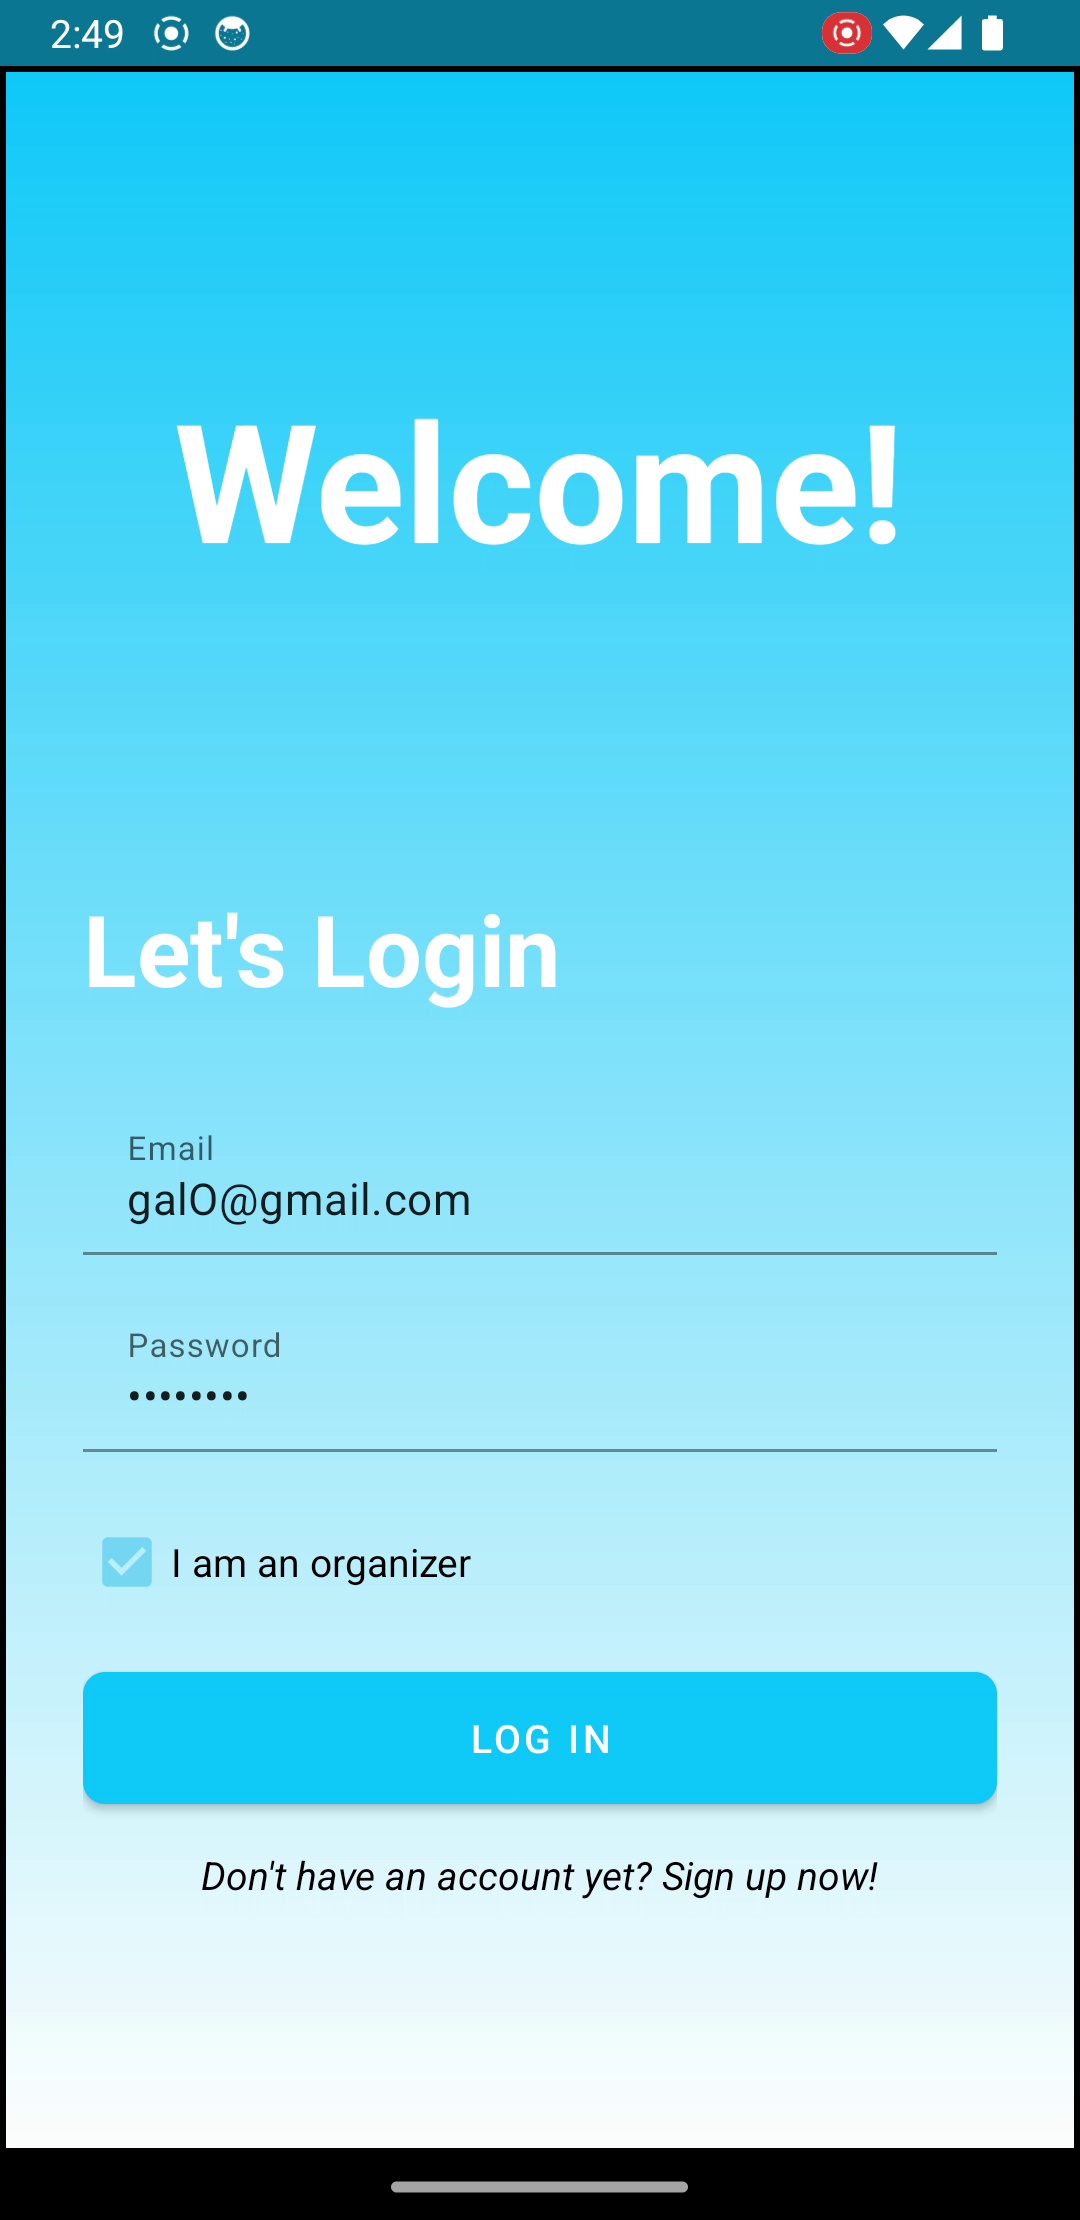 2:49
Welcome!
Let's Login
Email
galO@gmail.com
Password
••••••••
I am an organizer
LOG IN
Don't have an account yet? Sign up now!